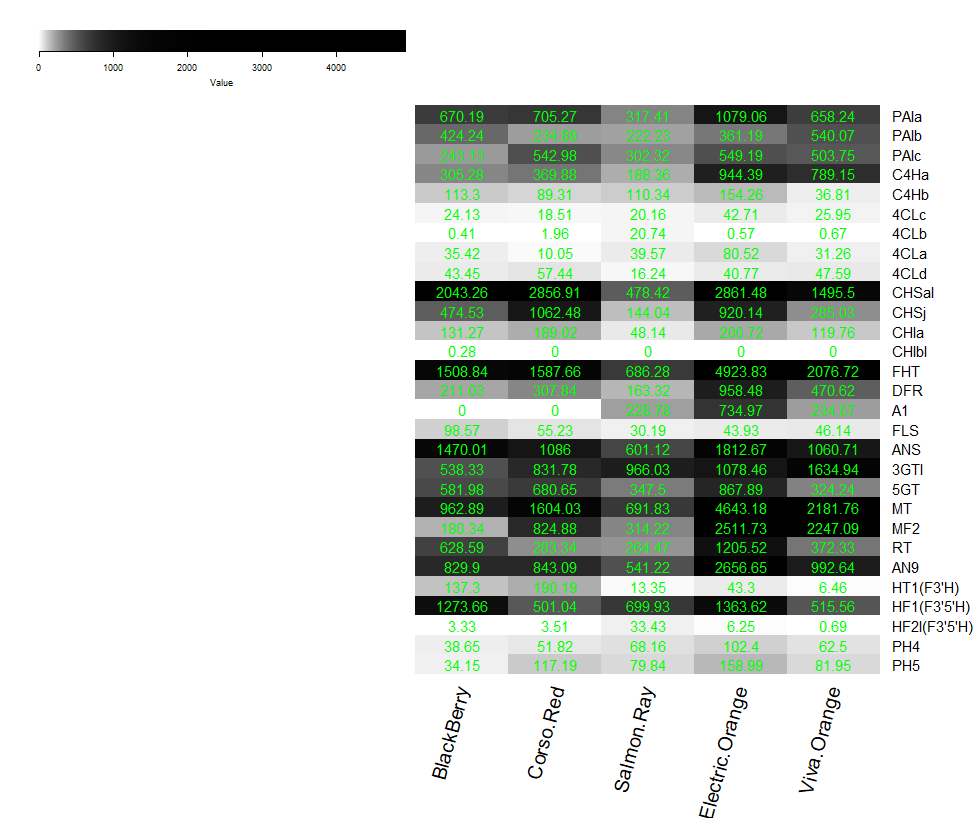 0 1000 2000 3000 4000
Value
670.19 705.27 317.41 1079.06 658.24 PAla
424.24 234.89 222.23 361.19 540.07 PAlb
542.98 302.32 549.19 503.75 PAlc
305.28 369.88 188.36 944.39 789.15 C4Ha
113.3 89.31 110.34 154.26 36.81 C4Hb
24.13 18.51 20.16 42.71 25.95 4CLc
0.41 1.96 20.74 0.57 0.67 4CLb
35.42 10.05 39.57 80.52 31.26 4CLa
43.45 57.44 16.24 40.77 47.59 4CLd
2043.26 2856.91 478.42 2861.48 1495.5 CHSal
474.53 1062.48 144.04 920.14 CHSj
131.27 189.02 48.14 200.72 119.76 CHIa
0.28 0 0 0 0 CHIbl
1508.84 1587.66 686.28 4923.83 2076.72 FHT
211.03 307.84 163.32 958.48 470.62 DFR
0 0 228.78 734.97 A1
98.57 55.23 30.19 43.93 46.14 FLS
1470.01 1086 601.12 1812.67 1060.71 ANS
538.33 831.78 966.03 1078.46 1634.94 3GTl
581.98 680.65 347.5 867.89 324.24 5GT
962.89 1604.03 691.83 4643.18 2181.76 MT
180.34 824.88 314.22 2511.73 2247.09 MF2
628.59 1205.52 372.33 RT
829.9 843.09 541.22 2656.65 992.64 AN9
137.3 190.19 13.35 43.3 6.46 HT1(F3'H)
1273.66 501.04 699.93 1363.62 515.56 HF1(F3'5'H)
3.33 3.51 33.43 6.25 0.69 HF2l(F3'5'H)
38.65 51.82 68.16 102.4 62.5 PH4
34.15 117.19 79.84 158.99 81.95 PH5
BlackBerry Corso.Red Salmon.Ray Electric.Orange Viva.Orange